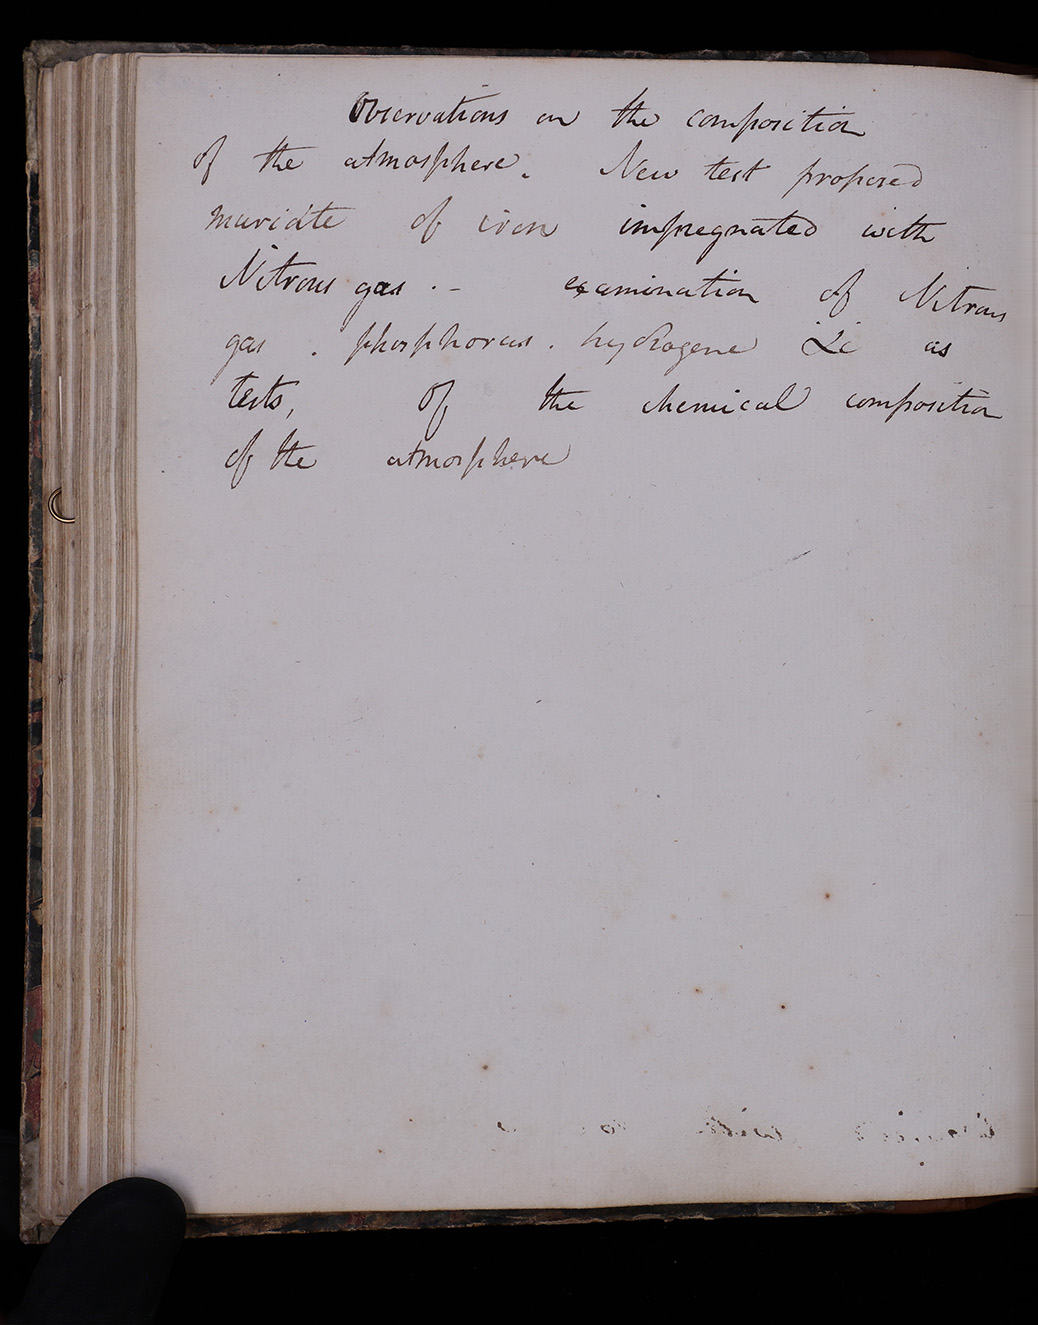 Observations on the composition
of the atmosphere. New test proposed
muriate of iron impregnated with
Nitrous gas . - examination of Nitrous
gas . phosphorus . hydrogene &c as
tests, of the chemical composition
of the atmosphere